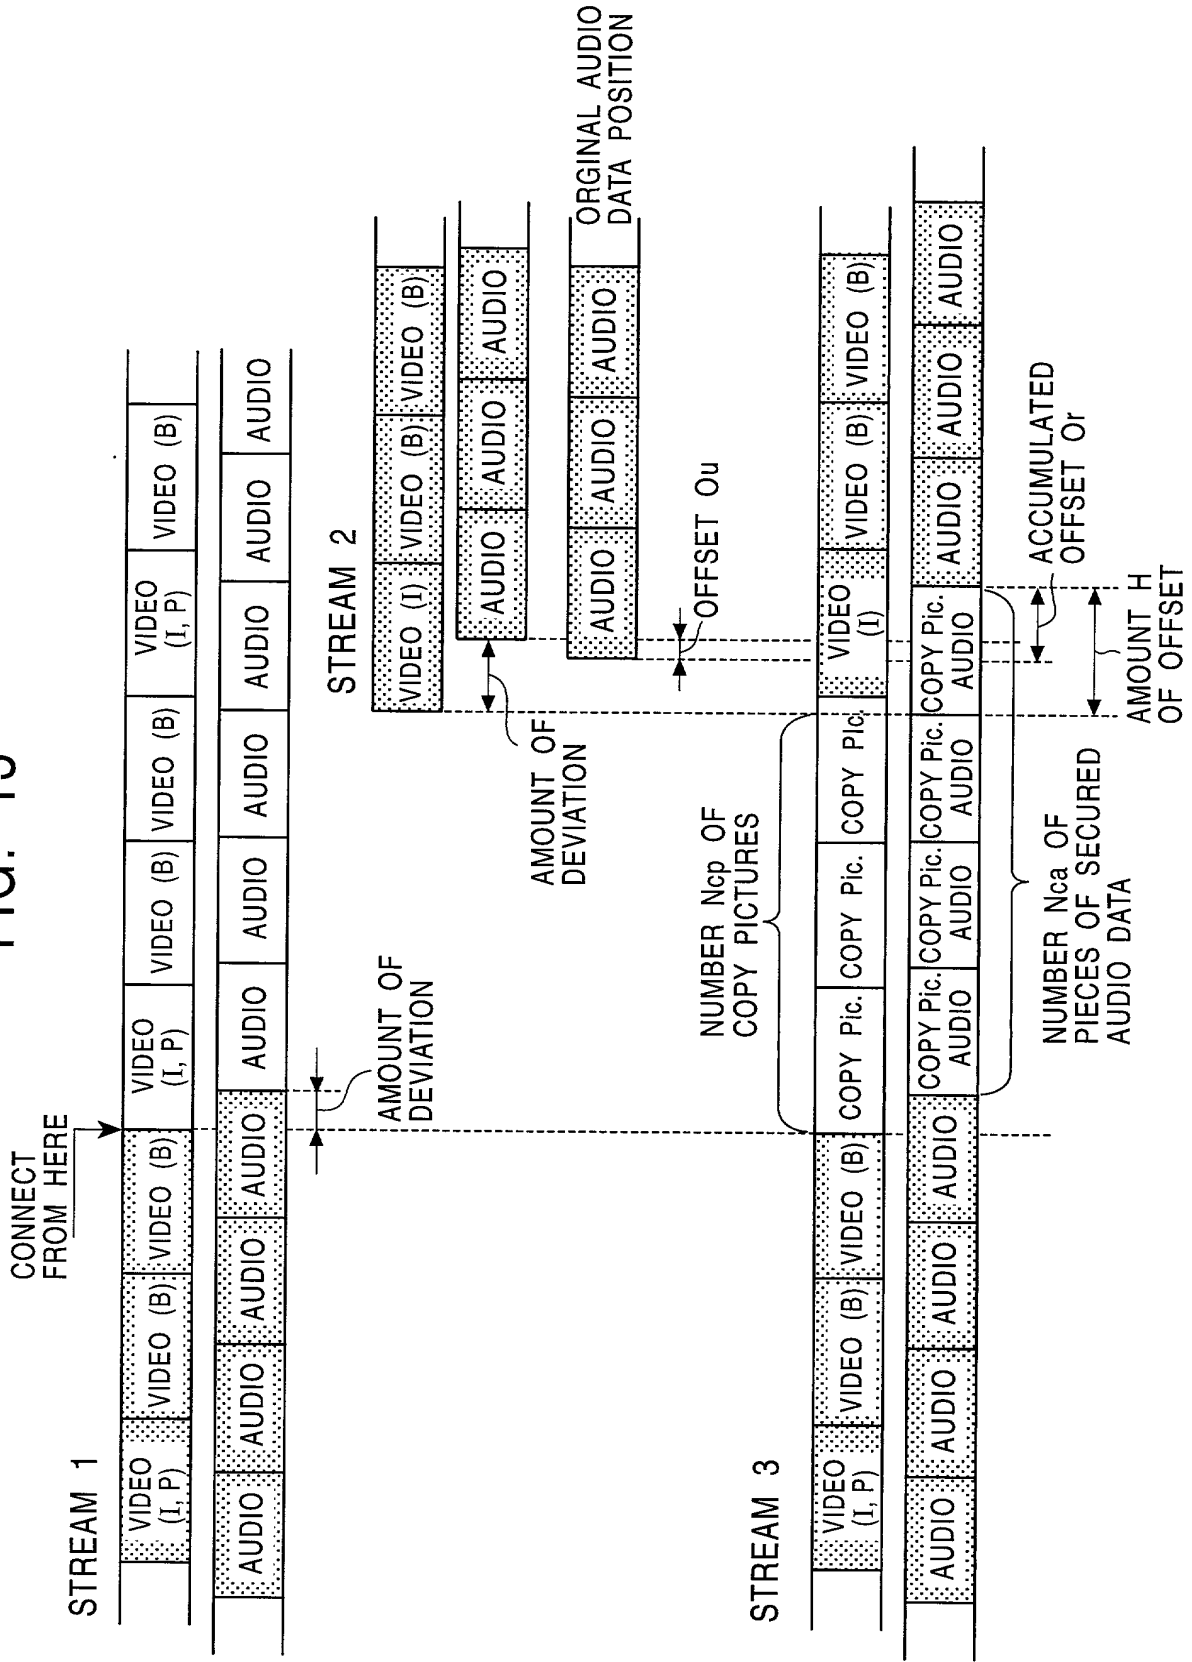 FIG.
CONNECT
FROM HERE
STREAM 1
VIDEO
(I, P)
VIDEO (B)
VIDEO (B)
VIDEO
(I, P)
VIDEO (B)
VIDEO (B)
VIDEO
(I, P)
VIDEO (B)
AUDIO
AUDIO
AUDIO
AUDIO
AUDIO
AUDIO
AUDIO
AUDIO
AUDIO
AUDIO
AMOUNT OF
DEVIATION
STREAM 2
VIDEO (I)
VIDEO (B)
VIDEO (B)
AUDIO
AUDIO
AUDIO
AMOUNT OF
DEVIATION
AUDIO
AUDIO
AUDIO
ORGINAL AUDIO
DATA POSITION
OFFSET Ou
NUMBER Ncp OF
COPY PICTURES
STREAM 3
VIDEO
(I, P)
VIDEO (B)
VIDEO (B)
COPY Pic.
COPY Pic.
COPY PIc.
VIDEO
(I)
VIDEO (B)
VIDEO (B)
AUDIO
AUDIO
AUDIO
AUDIO
COPY Pic.
AUDIO
COPY Pic.
AUDIO
COPY Pic.
AUDIO
COPY Pic.
AUDIO
AUDIO
AUDIO
AUDIO
NUMBER Nca OF
PIECES OF SECURED
AUDIO DATA
ACCUMULATED
OFFSET Or
AMOUNT H
OF OFFSET